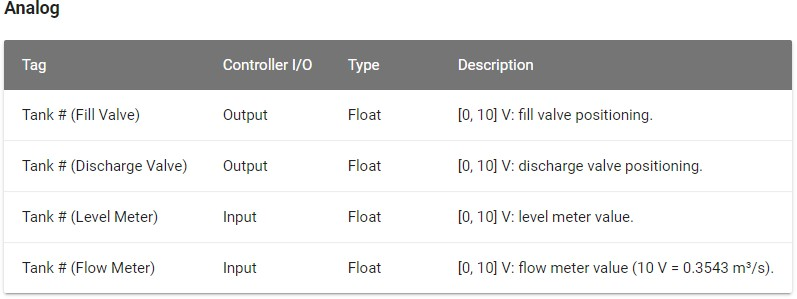 Analog
Tag Controller I/O Type Description
Tank # (Fill Valve) Output Float [0, 10] V: fill valve positioning.
Tank # (Discharge Valve) Output Float [0, 10] V: discharge valve positioning.
Tank # (Level Meter) Input Float [0, 10] V: level meter value.
Tank # (Flow Meter) Input Float [0, 10] V: flow meter value (10 V = 0.3543 m³/s).